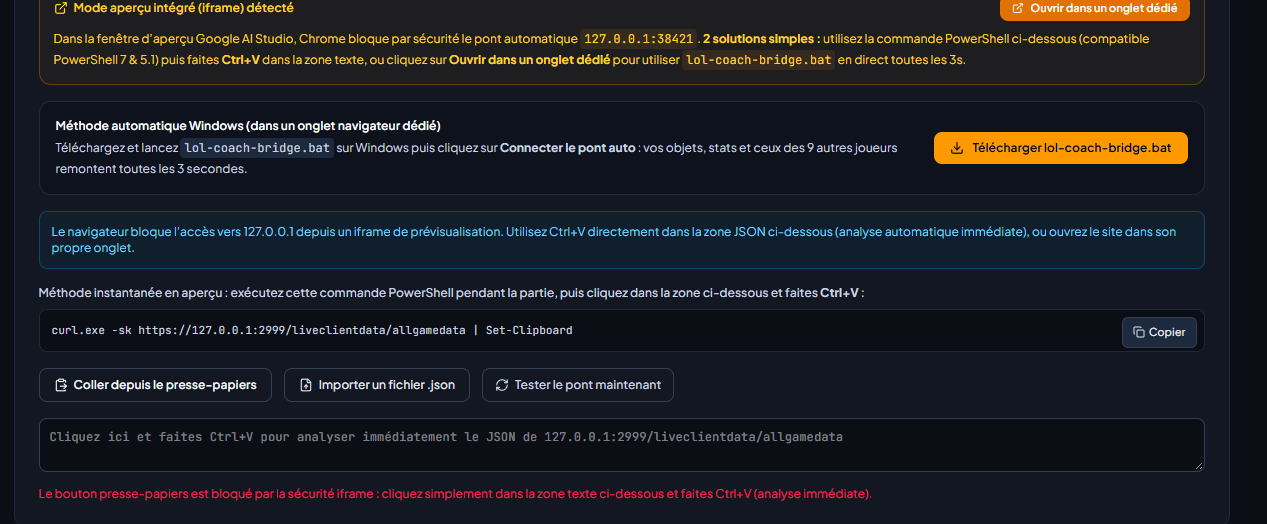 Mode aperçu intégré (iframe) détecté
Ouvrir dans un onglet dédié
Dans la fenêtre d'aperçu Google AI Studio, Chrome bloque par sécurité le pont automatique 127.0.0.1:38421. 2 solutions simples : utilisez la commande PowerShell ci-dessous (compatible
PowerShell 7 & 5.1) puis faites Ctrl+V dans la zone texte, ou cliquez sur Ouvrir dans un onglet dédié pour utiliser lol-coach-bridge.bat en direct toutes les 3s.
Méthode automatique Windows (dans un onglet navigateur dédié)
Téléchargez et lancez lol-coach-bridge.bat sur Windows puis cliquez sur Connecter le pont auto : vos objets, stats et ceux des 9 autres joueurs
remontent toutes les 3 secondes.
Télécharger lol-coach-bridge.bat
Le navigateur bloque l'accès vers 127.0.0.1 depuis un iframe de prévisualisation. Utilisez Ctrl+V directement dans la zone JSON ci-dessous (analyse automatique immédiate), ou ouvrez le site dans son
propre onglet.
Méthode instantanée en aperçu : exécutez cette commande PowerShell pendant la partie, puis cliquez dans la zone ci-dessous et faites Ctrl+V :
curl.exe -sk https://127.0.0.1:2999/liveclientdata/allgamedata | Set-Clipboard
Copier
Coller depuis le presse-papiers
Importer un fichier .json
Tester le pont maintenant
Cliquez ici et faites Ctrl+V pour analyser immédiatement le JSON de 127.0.0.1:2999/liveclientdata/allgamedata
Le bouton presse-papiers est bloqué par la sécurité iframe : cliquez simplement dans la zone texte ci-dessous et faites Ctrl+V (analyse immédiate).